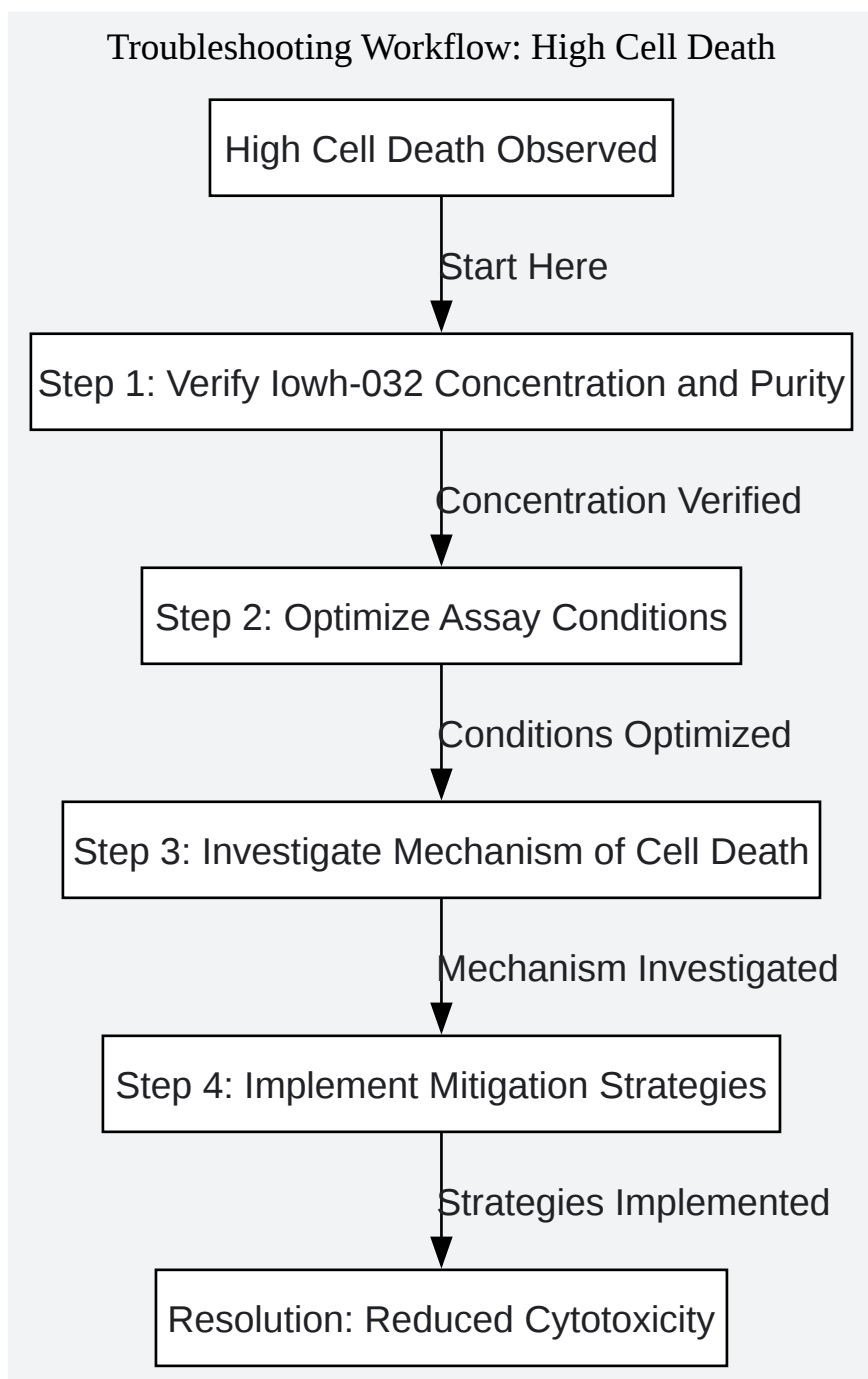 Troubleshooting Workflow: High Cell Death
High Cell Death Observed
Start Here
Step 1: Verify Iowh-032 Concentration and Purity
Concentration Verified
Step 2: Optimize Assay Conditions
Conditions Optimized
Step 3: Investigate Mechanism of Cell Death
Mechanism Investigated
Step 4: Implement Mitigation Strategies
Strategies Implemented
Resolution: Reduced Cytotoxicity